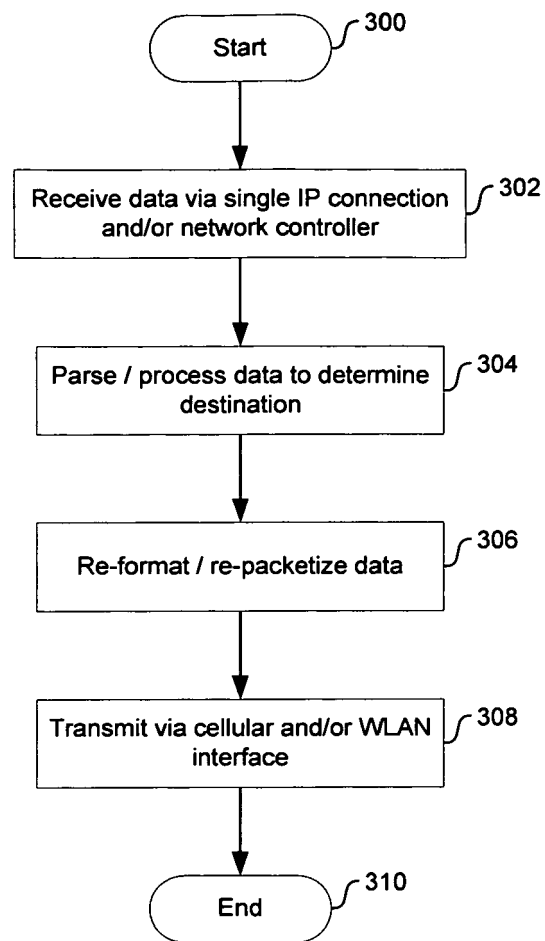 Start
300
Receive data via single IP connection
and/or network controller
302
Parse / process data to determine
destination
304
Re-format / re-packetize data
306
Transmit via cellular and/or WLAN
interface
308
End
310